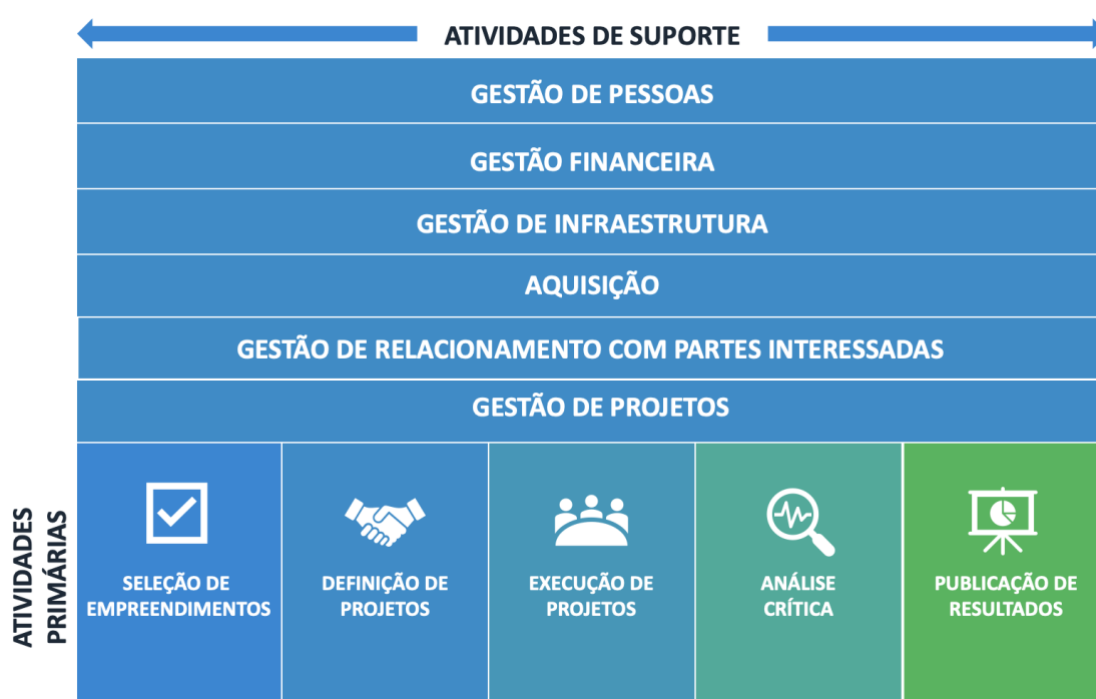 ATIVIDADES DE SUPORTE
GESTÃO DE PESSOAS
GESTÃO FINANCEIRA
GESTÃO DE INFRAESTRUTURA
AQUISIÇÃO
GESTÃO DE RELACIONAMENTO COM PARTES INTERESSADAS
GESTÃO DE PROJETOS
ATIVIDADES
PRIMÁRIAS
SELEÇÃO DE
EMPREENDIMENTOS
DEFINIÇÃO DE
PROJETOS
EXECUÇÃO DE
PROJETOS
ANÁLISE
CRÍTICA
PUBLICAÇÃO DE
RESULTADOS